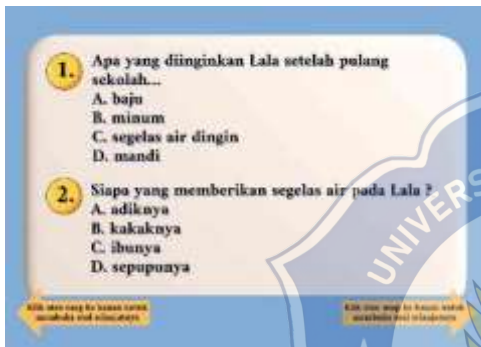 1. Apa yang diinginkan Lala setelah pulang
sekolah...
A. baju
B. minum
C. segelas air dingin
D. mandi
2. Siapa yang memberikan segelas air pada Lala ?
A. adiknya
B. kakaknya
C. ibunya
D. sepupunya
UNIVERS